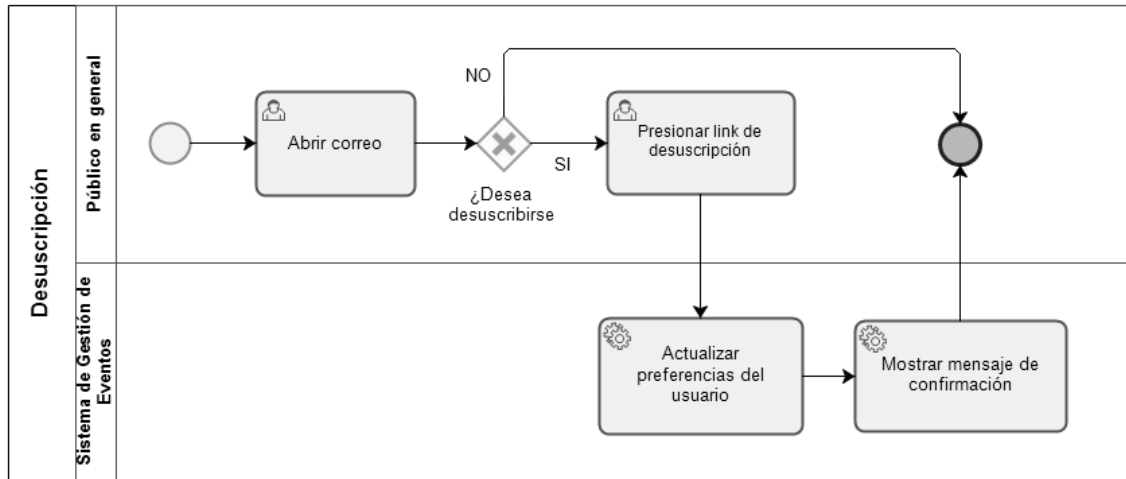 Desuscripción
Público en general
Abrir correo
NO
SI
¿Desea
desuscribirse
Presionar link de
desuscripción
Sistema de Gestión de
Eventos
Actualizar
preferencias del
usuario
Mostrar mensaje de
confirmación